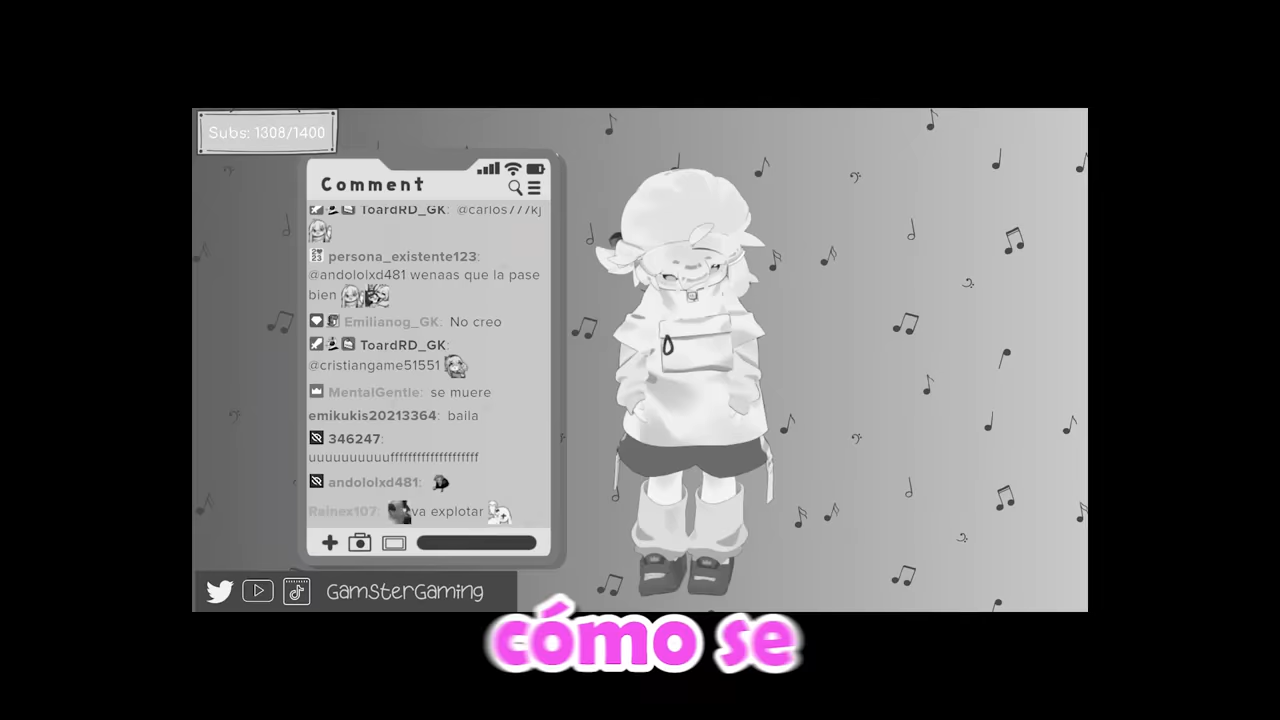 Subs: 1308/1400
Comment
ToardRD_GK: @carlos777kj
persona_existente123:
@andololxd481 wenaas que la pase
bien
Emilianog_GK: No creo
ToardRD_GK:
@cristiangame51551
MentalGentle: se muere
emikukis20213364: baila
346247:
uuuuuuuuuuffffffffffffffffffff
andololxd481:
Rainex107: va explotar
GamSterGaming
cómo se